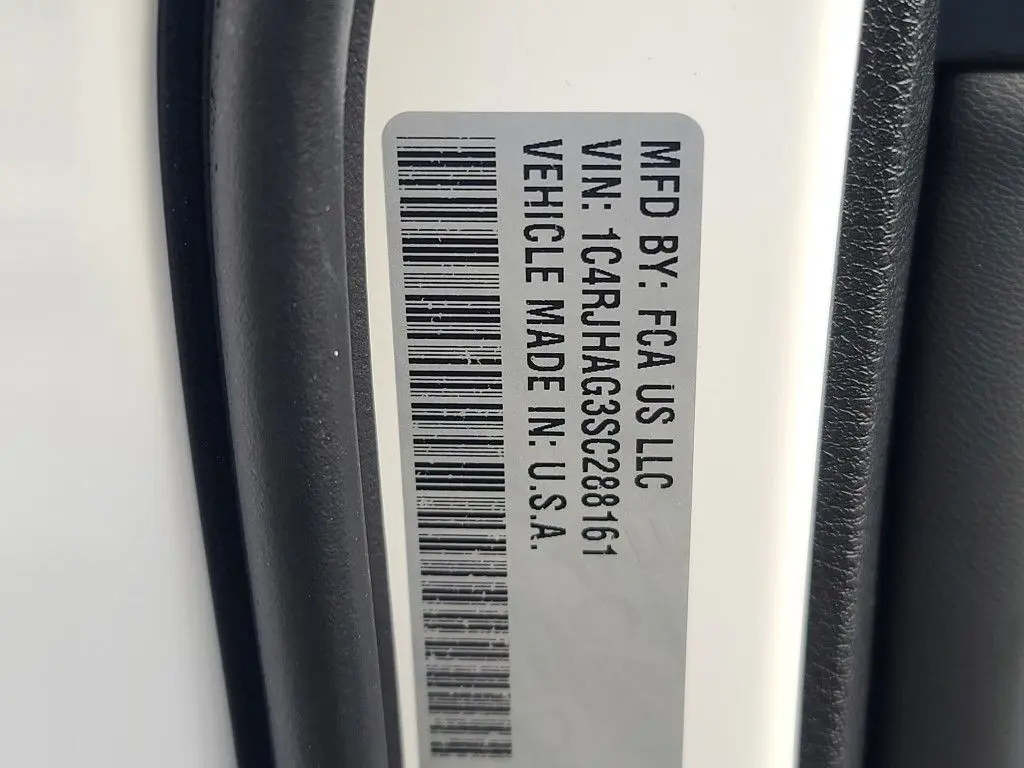 MFD BY: FCA US LLC
VIN: 1C4RJHAG3SC288161
VEHICLE MADE IN: U.S.A.